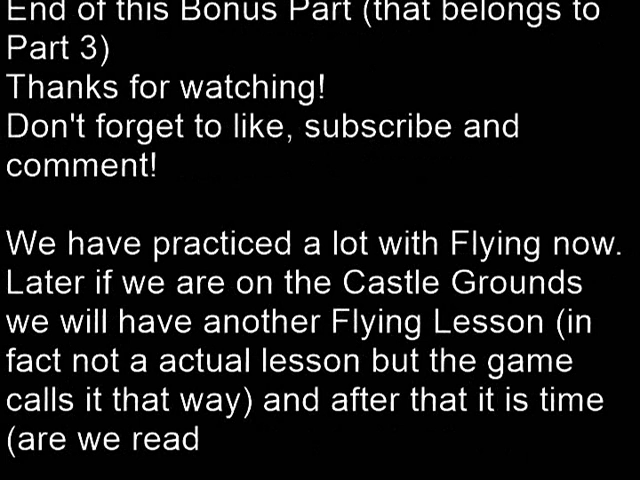 End of this Bonus Part (that belongs to
Part 3)
Thanks for watching!
Don't forget to like, subscribe and
comment!
We have practiced a lot with Flying now.
Later if we are on the Castle Grounds
we will have another Flying Lesson (in
fact not a actual lesson but the game
calls it that way) and after that it is time
(are we read